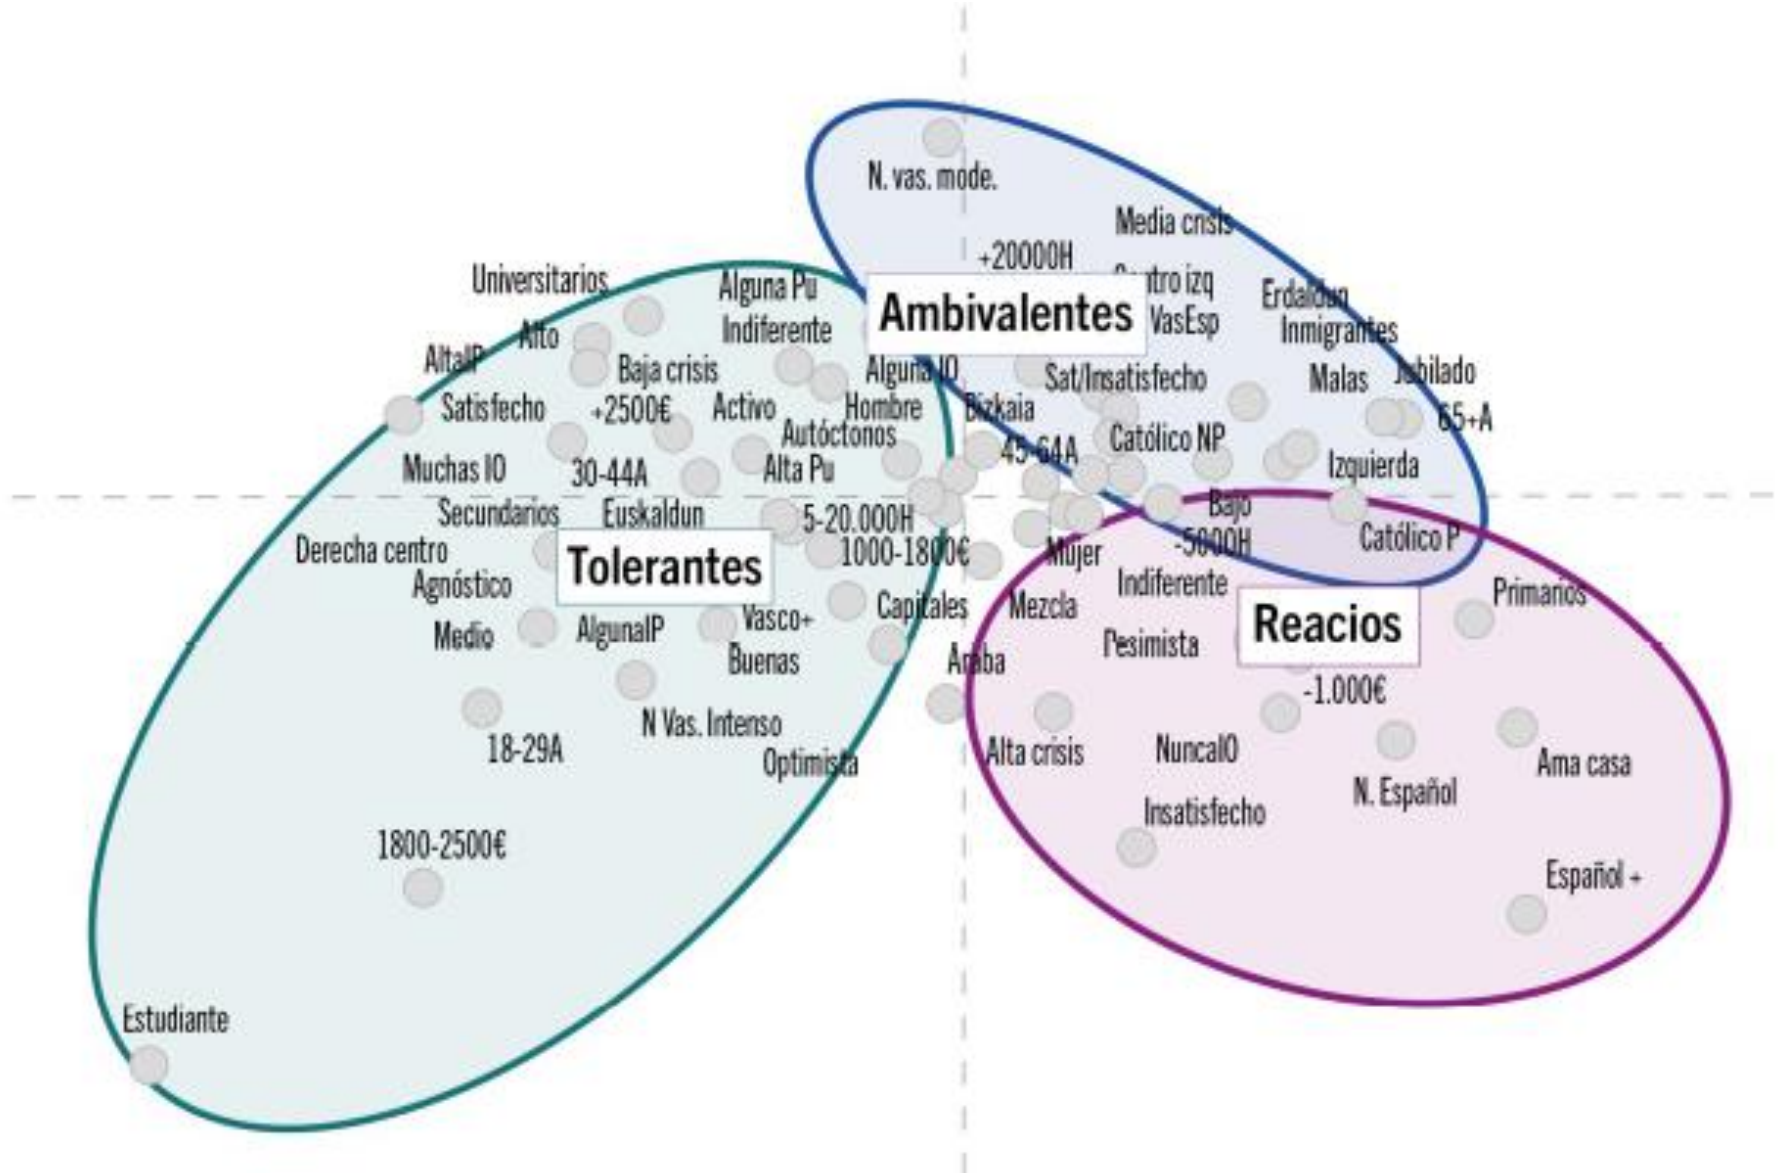 N. vas. mode.
Media crisis
+20000H
Universitarios
Alguna Pu
Erdaldun
Ambivalentes
VasEsp
Alto
Indiferente
Inmigrantes
AltaIP
Baja crisis
Alguna IO
Sat/Insatisfecho
Malas
Jubilado
Satisfecho
+2500€
Activo
Hombre
Bizkaia
65+A
Autóctonos
45-64A
Católico NP
Muchas IO
30-44A
Alta Pu
Izquierda
Secundarios
Euskaldun
5-20.000H
Bajo
Derecha centro
1000-1800€
Mujer
-5000H
Católico P
Tolerantes
Agnóstico
Indiferente
Primarios
Medio
AlgunaIP
Vasco+
Capitales
Mezcla
Reacios
Buenas
Araba
Pesimista
-1.000€
N Vas. Intenso
18-29A
Optimista
Alta crisis
NuncaIO
Ama casa
N. Español
Insatisfecho
1800-2500€
Español +
Estudiante